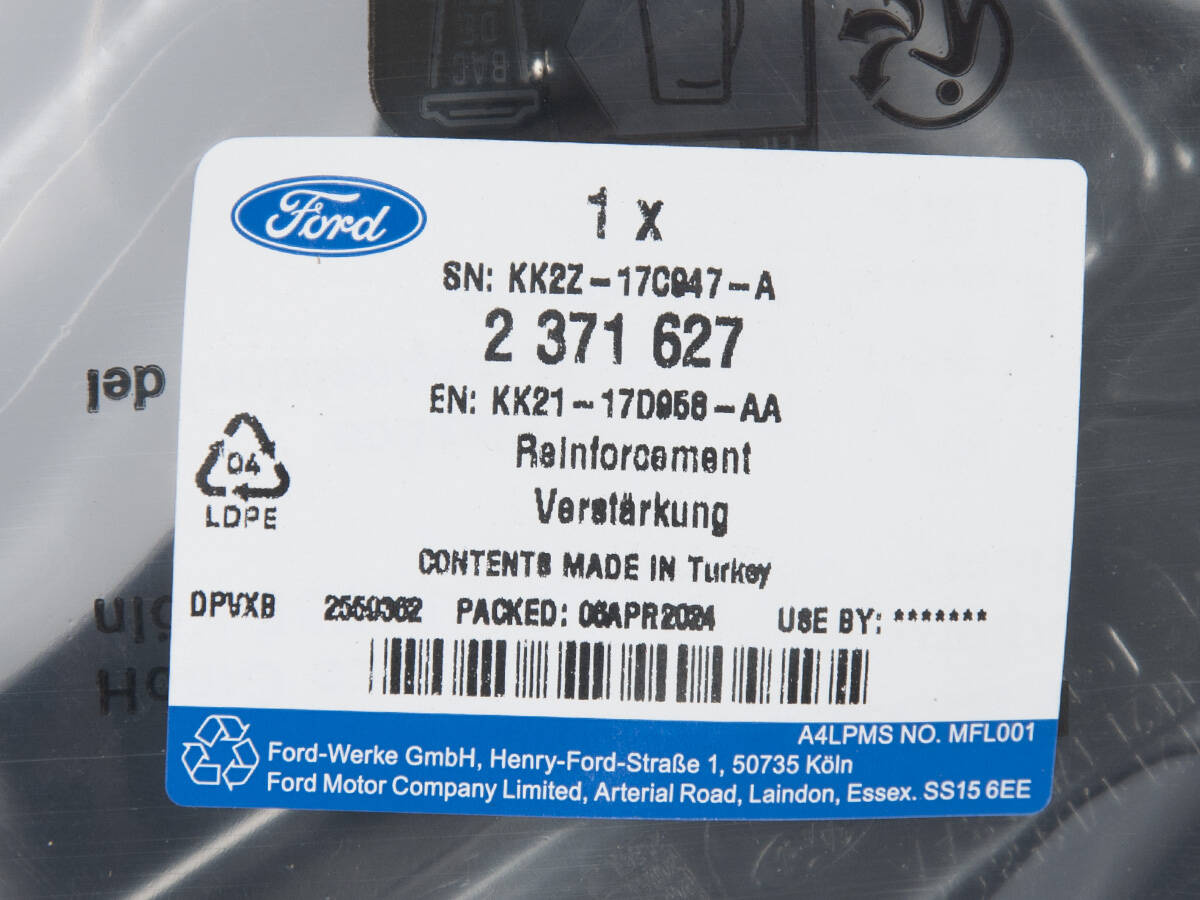 Ford
1 x
SN: KK2Z-17C947-A
2 371 627
EN: KK21-17D958-AA
Reinforcement
Verstärkung
04
LDPE
CONTENTS MADE IN Turkey
DPVXB PACKED: 06APR2024 USE BY: *******
A4LPMS NO. MFL001
Ford-Werke GmbH, Henry-Ford-Straße 1, 50735 Köln
Ford Motor Company Limited, Arterial Road, Laindon, Essex. SS15 6EE